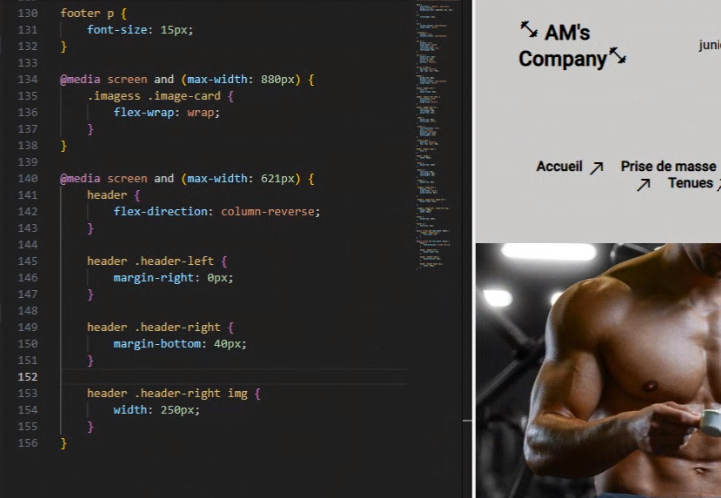 130 footer p {
131 font-size: 15px;
132 }
133
134 @media screen and (max-width: 880px) {
135 .imagess .image-card {
136 flex-wrap: wrap;
137 }
138 }
139
140 @media screen and (max-width: 621px) {
141 header {
142 flex-direction: column-reverse;
143 }
144
145 header .header-left {
146 margin-right: 0px;
147 }
148
149 header .header-right {
150 margin-bottom: 40px;
151 }
152
153 header .header-right img {
154 width: 250px;
155 }
156 }
AM's
Company
Accueil Prise de masse
Tenues